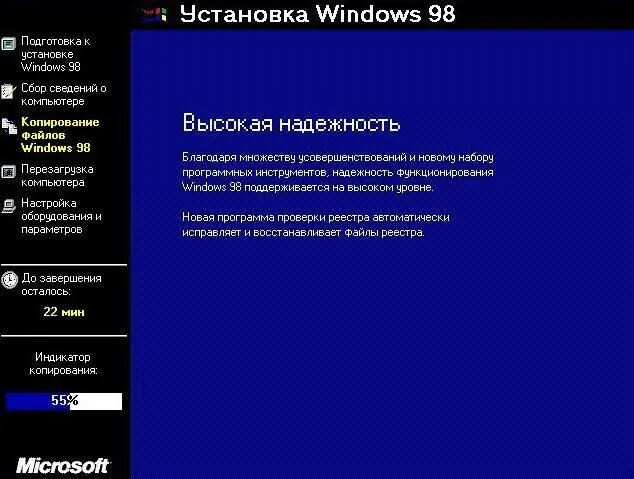 Установка Windows 98
Подготовка к
установке
Windows 98
Сбор сведений о
компьютере
Копирование
файлов
Windows 98
Перезагрузка
компьютера
Настройка
оборудования и
параметров
До завершения
осталось:
22 мин
Индикатор
копирования:
55%
Microsoft
Высокая надежность
Благодаря множеству усовершенствований и новому набору
программных инструментов, надежность функционирования
Windows 98 поддерживается на высоком уровне.
Новая программа проверки реестра автоматически
исправляет и восстанавливает файлы реестра.